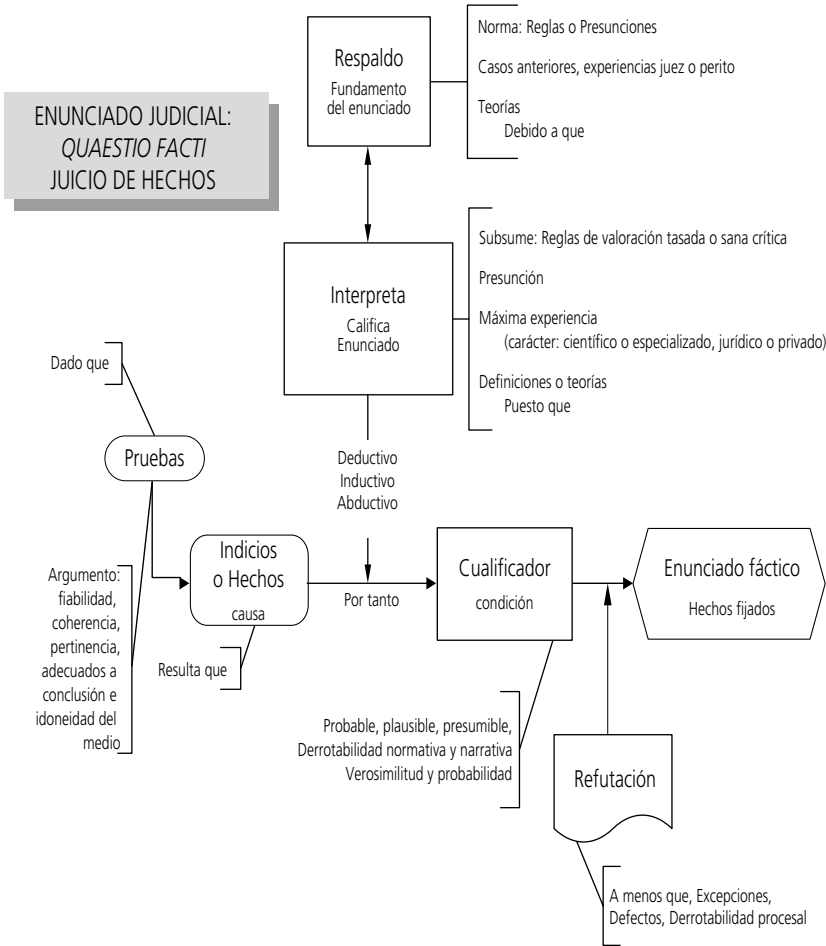 ENUNCIADO JUDICIAL:
QUAESTIO FACTI
JUICIO DE HECHOS
Respaldo
Fundamento
del enunciado
Norma: Reglas o Presunciones
Casos anteriores, experiencias juez o perito
Teorías
Debido a que
Interpreta
Califica
Enunciado
Subsume: Reglas de valoración tasada o sana crítica
Presunción
Máxima experiencia
(carácter: científico o especializado, jurídico o privado)
Definiciones o teorías
Puesto que
Dado que
Pruebas
Deductivo
Inductivo
Abductivo
Argumento:
fiabilidad,
coherencia,
pertinencia,
adecuados a
conclusión e
idoneidad del
medio
Indicios
o Hechos
causa
Resulta que
Por tanto
Cualificador
condición
Enunciado fáctico
Hechos fijados
Probable, plausible, presumible,
Derrotabilidad normativa y narrativa
Verosimilitud y probabilidad
Refutación
A menos que, Excepciones,
Defectos, Derrotabilidad procesal